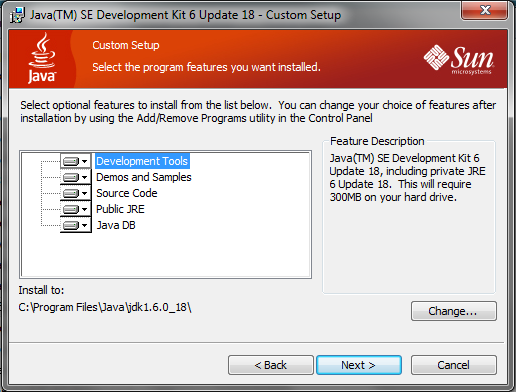 Java(TM) SE Development Kit 6 Update 18 - Custom Setup
Java
Custom Setup
Select the program features you want installed.
Sun
microsystems
Select optional features to install from the list below. You can change your choice of features after
installation by using the Add/Remove Programs utility in the Control Panel
Development Tools
Demos and Samples
Source Code
Public JRE
Java DB
Feature Description
Java(TM) SE Development Kit 6
Update 18, including private JRE
6 Update 18. This will require
300MB on your hard drive.
Install to:
C:\Program Files\Java\jdk1.6.0_18\
Change...
< Back
Next >
Cancel